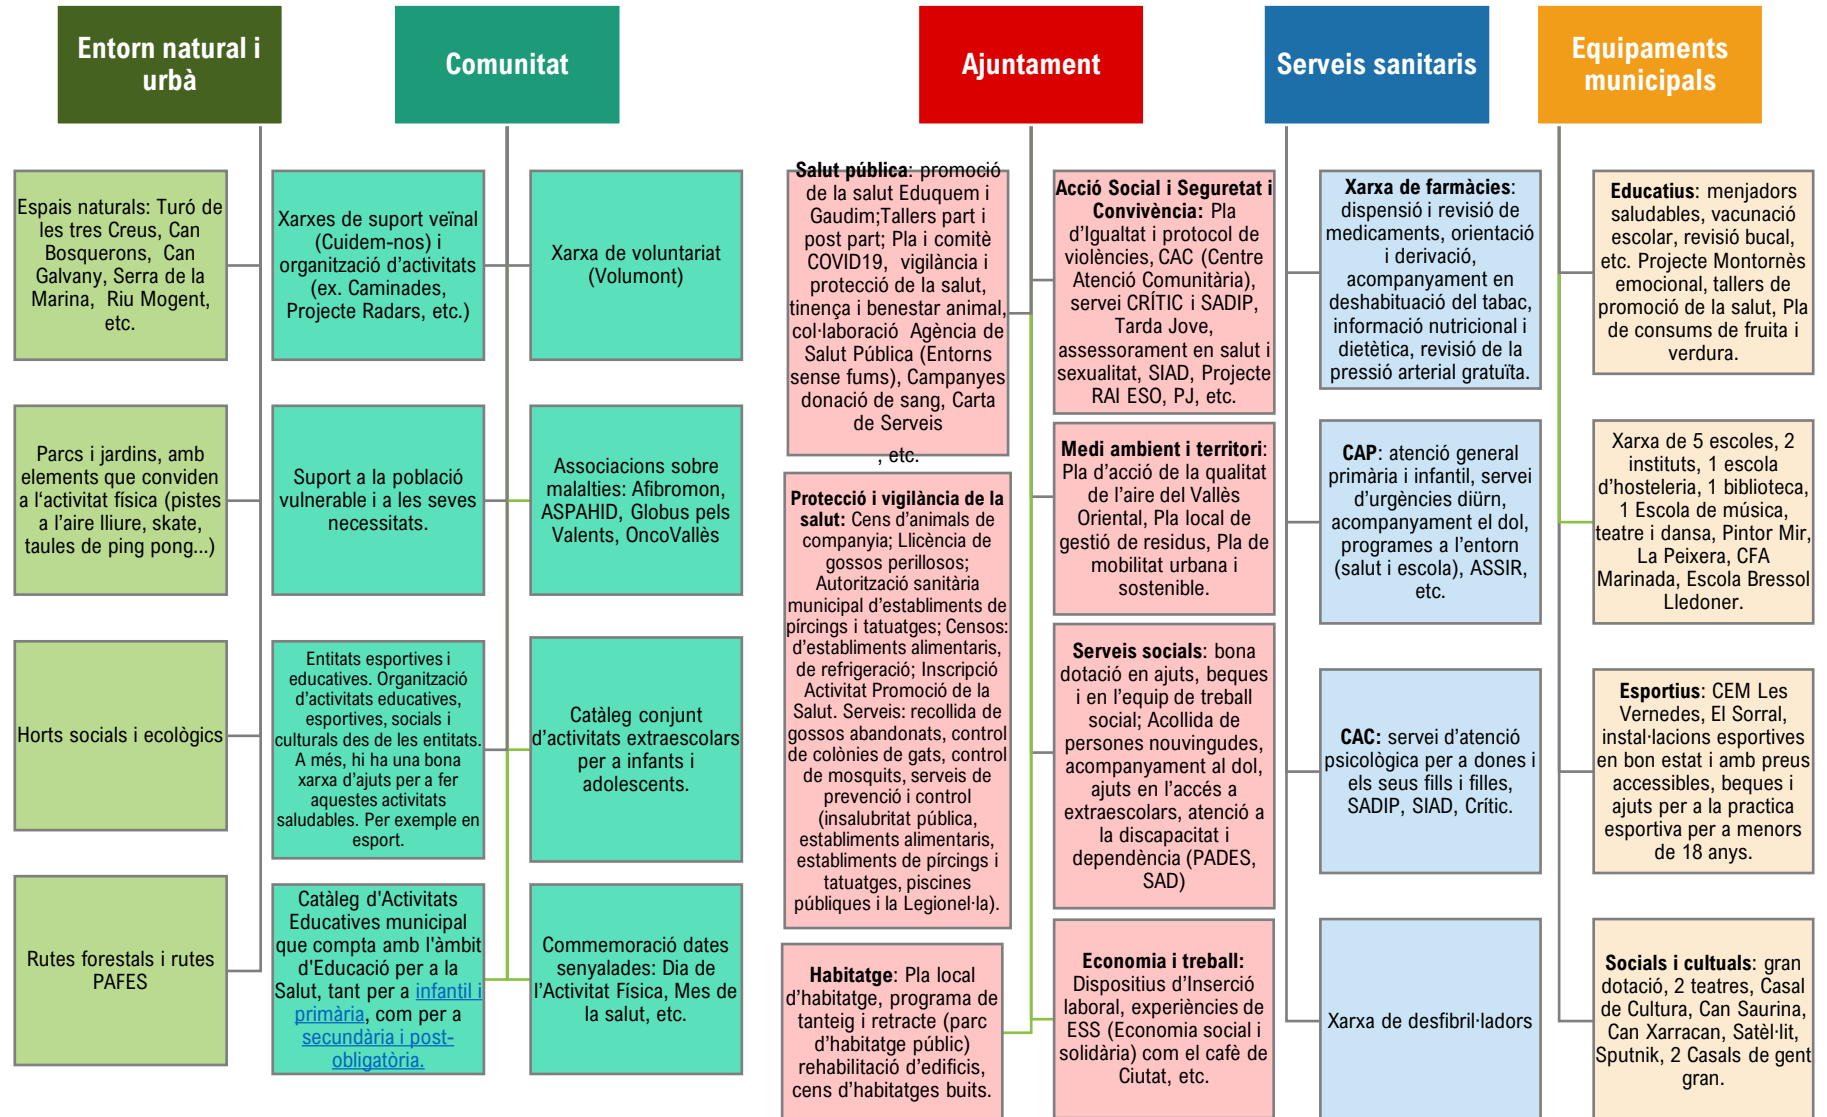 Entorn natural i
urbà
Comunitat
Ajuntament
Serveis sanitaris
Equipaments
municipals
Espais naturals: Turó de
les tres Creus, Can
Bosquerons, Can
Galvany, Serra de la
Marina, Riu Mogent,
etc.
Parcs i jardins, amb
elements que conviden
a l‘activitat física (pistes
a l’aire lliure, skate,
taules de ping pong...)
Horts socials i ecològics
Rutes forestals i rutes
PAFES
Xarxes de suport veïnal
(Cuidem-nos) i
organització d’activitats
(ex. Caminades,
Projecte Radars, etc.)
Xarxa de voluntariat
(Volumont)
Suport a la població
vulnerable i a les seves
necessitats.
Associacions sobre
malalties: Afibromon,
ASPAHID, Globus pels
Valents, OncoVallès
Entitats esportives i
educatives. Organització
d’activitats educatives,
esportives, socials i
culturals des de les entitats.
A més, hi ha una bona
xarxa d’ajuts per a fer
aquestes activitats
saludables. Per exemple en
esport.
Catàleg conjunt
d’activitats extraescolars
per a infants i
adolescents.
Catàleg d'Activitats
Educatives municipal
que compta amb l'àmbit
d'Educació per a la
Salut, tant per a infantil i
primària, com per a
secundària i post-
obligatòria.
Commemoració dates
senyalades: Dia de
l’Activitat Física, Mes de
la salut, etc.
Salut pública: promoció
de la salut Eduquem i
Gaudim;Tallers part i
post part; Pla i comitè
COVID19, vigilància i
protecció de la salut,
tinença i benestar animal,
col·laboració Agència de
Salut Pública (Entorns
sense fums), Campanyes
donació de sang, Carta
de Serveis
, etc.
Acció Social i Seguretat i
Convivència: Pla
d’Igualtat i protocol de
violències, CAC (Centre
Atenció Comunitària),
servei CRÍTIC i SADIP,
Tarda Jove,
assessorament en salut i
sexualitat, SIAD, Projecte
RAI ESO, PJ, etc.
Medi ambient i territori:
Pla d’acció de la qualitat
de l’aire del Vallès
Oriental, Pla local de
gestió de residus, Pla de
mobilitat urbana i
sostenible.
Protecció i vigilància de la
salut: Cens d’animals de
companyia; Llicència de
gossos perillosos;
Autorització sanitària
municipal d’establiments de
pírcings i tatuatges; Censos:
d’establiments alimentaris,
de refrigeració; Inscripció
Activitat Promoció de la
Salut. Serveis: recollida de
gossos abandonats, control
de colònies de gats, control
de mosquits, serveis de
prevenció i control
(insalubritat pública,
establiments alimentaris,
establiments de pírcings i
tatuatges, piscines
públiques i la Legionel·la).
Serveis socials: bona
dotació en ajuts, beques
i en l’equip de treball
social; Acollida de
persones nouvingudes,
acompanyament al dol,
ajuts en l’accés a
extraescolars, atenció a
la discapacitat i
dependència (PADES,
SAD)
Habitatge: Pla local
d’habitatge, programa de
tanteig i retracte (parc
d’habitatge públic)
rehabilitació d’edificis,
cens d’habitatges buits.
Economia i treball:
Dispositius d’Inserció
laboral, experiències de
ESS (Economia social i
solidària) com el cafè de
Ciutat, etc.
Xarxa de farmàcies:
dispensió i revisió de
medicaments, orientació
i derivació,
acompanyament en
deshabituació del tabac,
informació nutricional i
dietètica, revisió de la
pressió arterial gratuïta.
CAP: atenció general
primària i infantil, servei
d’urgències diürn,
acompanyament el dol,
programes a l’entorn
(salut i escola), ASSIR,
etc.
CAC: servei d’atenció
psicològica per a dones i
els seus fills i filles,
SADIP, SIAD, Crític.
Xarxa de desfibril·ladors
Educatius: menjadors
saludables, vacunació
escolar, revisió bucal,
etc. Projecte Montornès
emocional, tallers de
promoció de la salut, Pla
de consums de fruita i
verdura.
Xarxa de 5 escoles, 2
instituts, 1 escola
d’hosteleria, 1 biblioteca,
1 Escola de música,
teatre i dansa, Pintor Mir,
La Peixera, CFA
Marinada, Escola Bressol
Lledoner.
Esportius: CEM Les
Vernedes, El Sorral,
instal·lacions esportives
en bon estat i amb preus
accessibles, beques i
ajuts per a la practica
esportiva per a menors
de 18 anys.
Socials i cultuals: gran
dotació, 2 teatres, Casal
de Cultura, Can Saurina,
Can Xarracan, Satèl·lit,
Sputnik, 2 Casals de gent
gran.